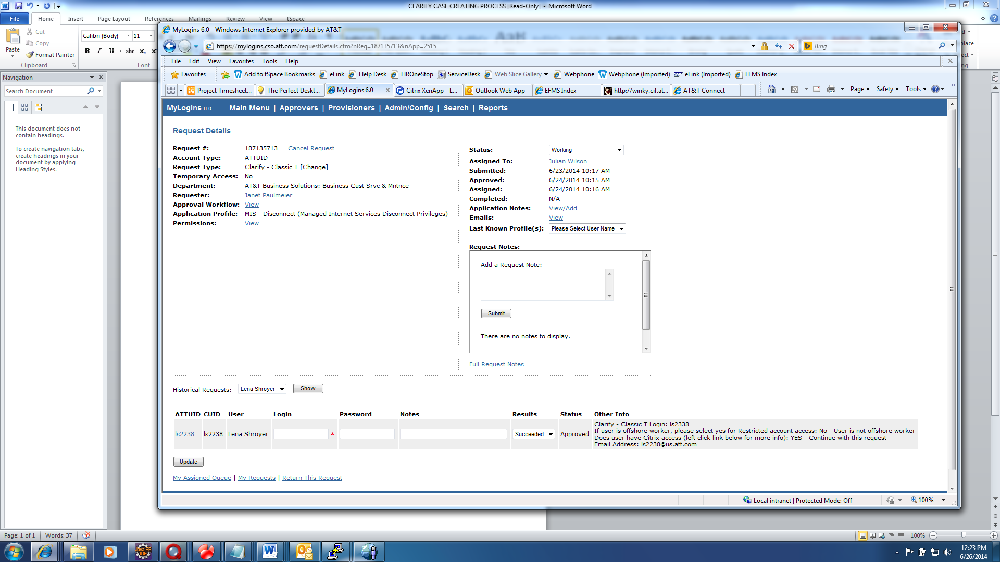 CLARIFY CASE CREATING PROCESS [Read-Only] - Microsoft Word
File Home Insert Page Layout References Mailings Review View tSpace
Cut
Copy
Format Painter
Paste
Clipboard
Calibri (Body) 11
B I U abc x₂ x
Font
Navigation
Search Document
This document does not
contain headings.
To create navigation tabs,
create headings in your
document by applying
Heading Styles.
MyLogins 6.0 - Windows Internet Explorer provided by AT&T
https://mylogins.cso.att.com/requestDetails.cfm?nReq=187135713&nApp=2515
Bing
File Edit View Favorites Tools Help
Favorites Add to tSpace Bookmarks eLink Help Desk HROneStop ServiceDesk Web Slice Gallery Webphone Webphone (Imported) eLink (Imported) EFMS Index
Project Timesheet... The Perfect Deskt... MyLogins 6.0 Citrix XenApp - L... Outlook Web App EFMS Index http://winky.cif.at... AT&T Connect
Page Safety Tools
MyLogins 6.0 Main Menu | Approvers | Provisioners | Admin/Config | Search | Reports
Request Details
Request #: 187135713 Cancel Request
Account Type: ATTUID
Request Type: Clarify - Classic T [Change]
Temporary Access: No
Department: AT&T Business Solutions: Business Cust Srvc & Mntnce
Requester: Janet Paulmeier
Approval Workflow: View
Application Profile: MIS - Disconnect (Managed Internet Services Disconnect Privileges)
Permissions: View
Status: Working
Assigned To: Julian Wilson
Submitted: 6/23/2014 10:17 AM
Approved: 6/24/2014 10:15 AM
Assigned: 6/24/2014 10:16 AM
Completed: N/A
Application Notes: View/Add
Emails: View
Last Known Profile(s): Please Select User Name
Request Notes:
Add a Request Note:
Submit
There are no notes to display.
Full Request Notes
Historical Requests: Lena Shroyer Show
ATTUID CUID User Login Password Notes Results Status Other Info
ls2238 ls2238 Lena Shroyer * Succeeded Approved
Clarify - Classic T Login: ls2338
If user is offshore worker, please select yes for Restricted account access: No - User is not offshore worker
Does user have Citrix access (left click link below for more info): YES - Continue with this request
Email Address: ls2238@us.att.com
Update
My Assigned Queue | My Requests | Return This Request
Local intranet | Protected Mode: Off
100%
Page: 1 of 1 Words: 37
100%
12:23 PM
6/26/2014